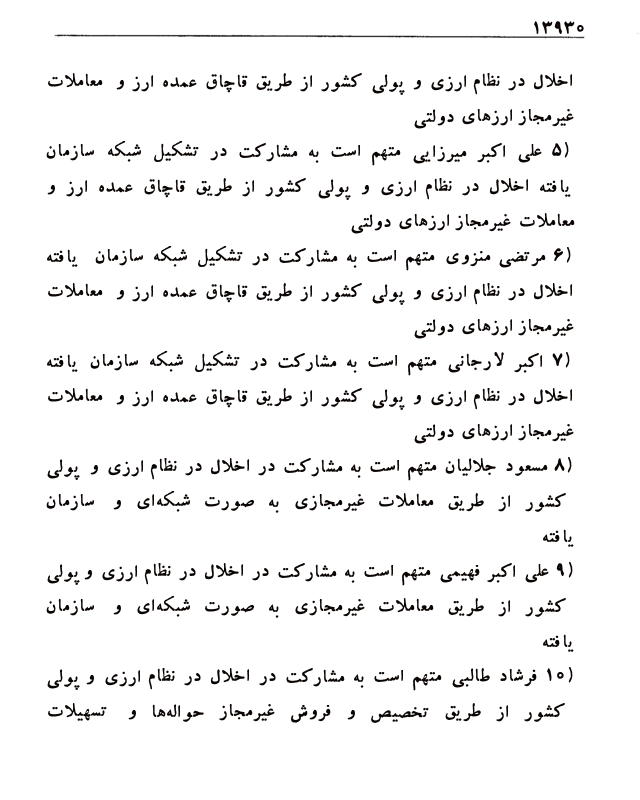 ۱۳۹۳۰
اخلال در نظام ارزی و پولی کشور از طریق قاچاق عمده ارز و معاملات
غیرمجاز ارزهای دولتی
۵) علی اکبر میرزایی متهم است به مشارکت در تشکیل شبکه سازمان
یافته اخلال در نظام ارزی و پولی کشور از طریق قاچاق عمده ارز و
معاملات غیرمجاز ارزهای دولتی
۶) مرتضی منزوی متهم است به مشارکت در تشکیل شبکه سازمان یافته
اخلال در نظام ارزی و پولی کشور از طریق قاچاق عمده ارز و معاملات
غیرمجاز ارزهای دولتی
۷) اکبر لارجانی متهم است به مشارکت در تشکیل شبکه سازمان یافته
اخلال در نظام ارزی و پولی کشور از طریق قاچاق عمده ارز و معاملات
غیرمجاز ارزهای دولتی
۸) مسعود جلالیان متهم است به مشارکت در اخلال در نظام ارزی و پولی
کشور از طریق معاملات غیرمجازی به صورت شبکه‌ای و سازمان
یافته
۹) علی اکبر فهیمی متهم است به مشارکت در اخلال در نظام ارزی و پولی
کشور از طریق معاملات غیرمجازی به صورت شبکه‌ای و سازمان
یافته
۱۰) فرشاد طالبی متهم است به مشارکت در اخلال در نظام ارزی و پولی
کشور از طریق تخصیص و فروش غیرمجاز حواله‌ها و تسهیلات